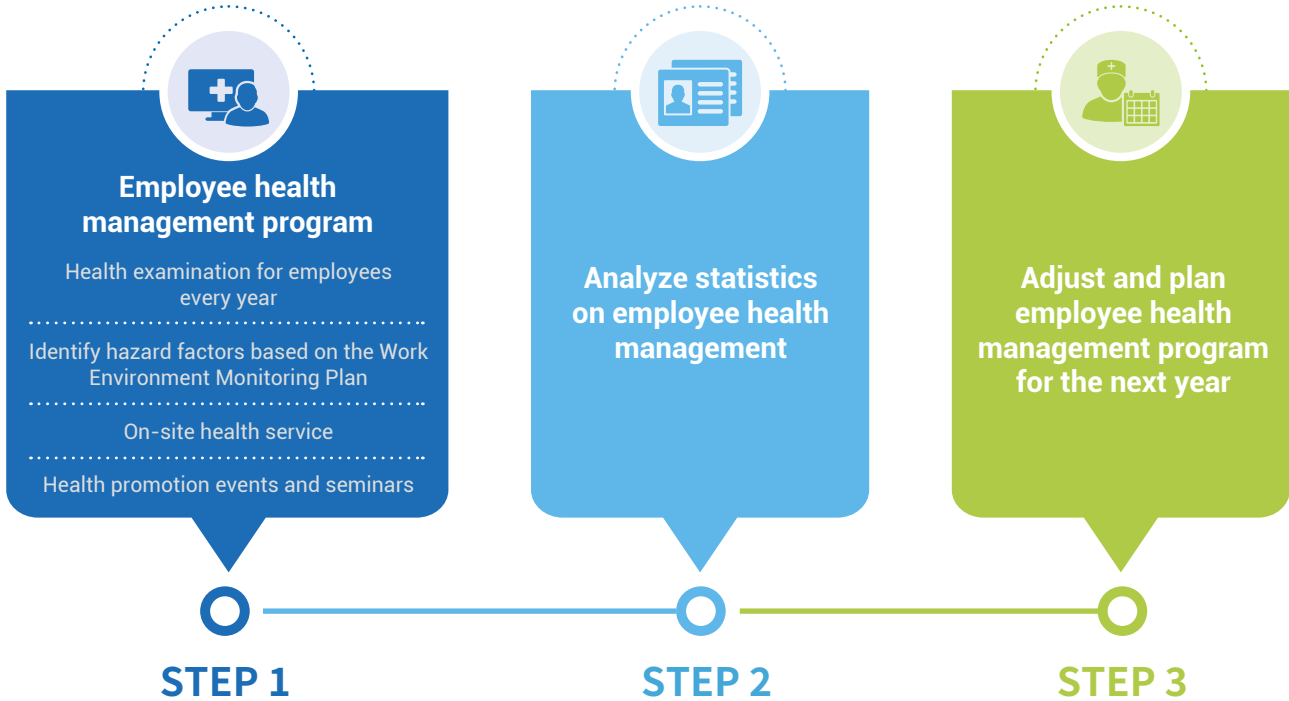 Employee health
management program
Health examination for employees
every year
Identify hazard factors based on the Work
Environment Monitoring Plan
On-site health service
Health promotion events and seminars
STEP 1
Analyze statistics
on employee health
management
STEP 2
Adjust and plan
employee health
management program
for the next year
STEP 3